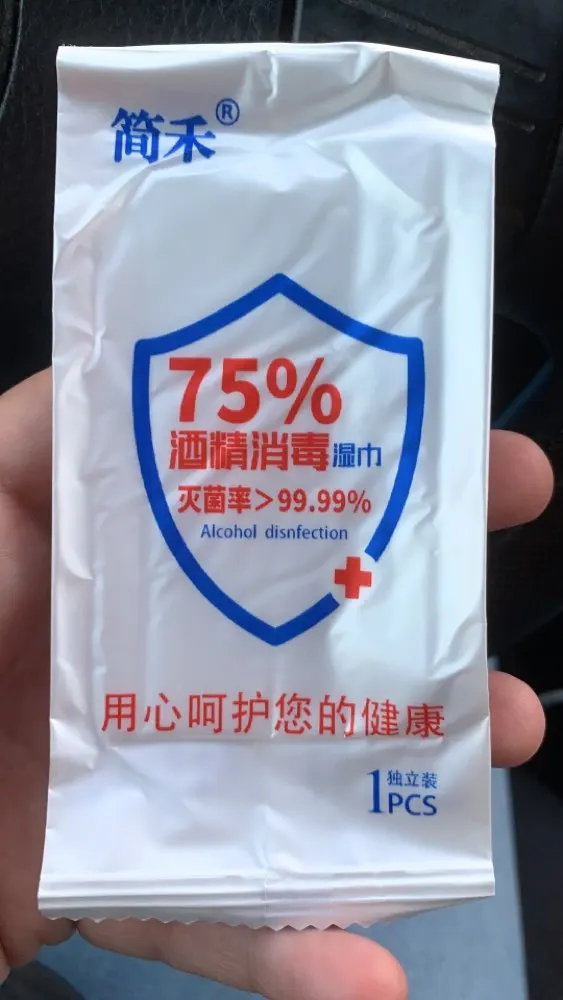 简禾®
75%
酒精消毒湿巾
灭菌率＞99.99%
Alcohol disnfection
用心呵护您的健康
1独立装
PCS